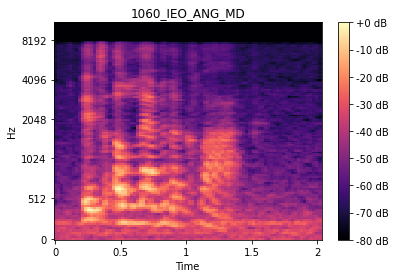 1060_IEO_ANG_MD
+0 dB
8192
-10 dB
4096
-20 dB
-30 dB
2048
Hz
-40 dB
1024
-50 dB
512
-60 dB
-70 dB
0
-80 dB
0
0.5
1
1.5
2
Time